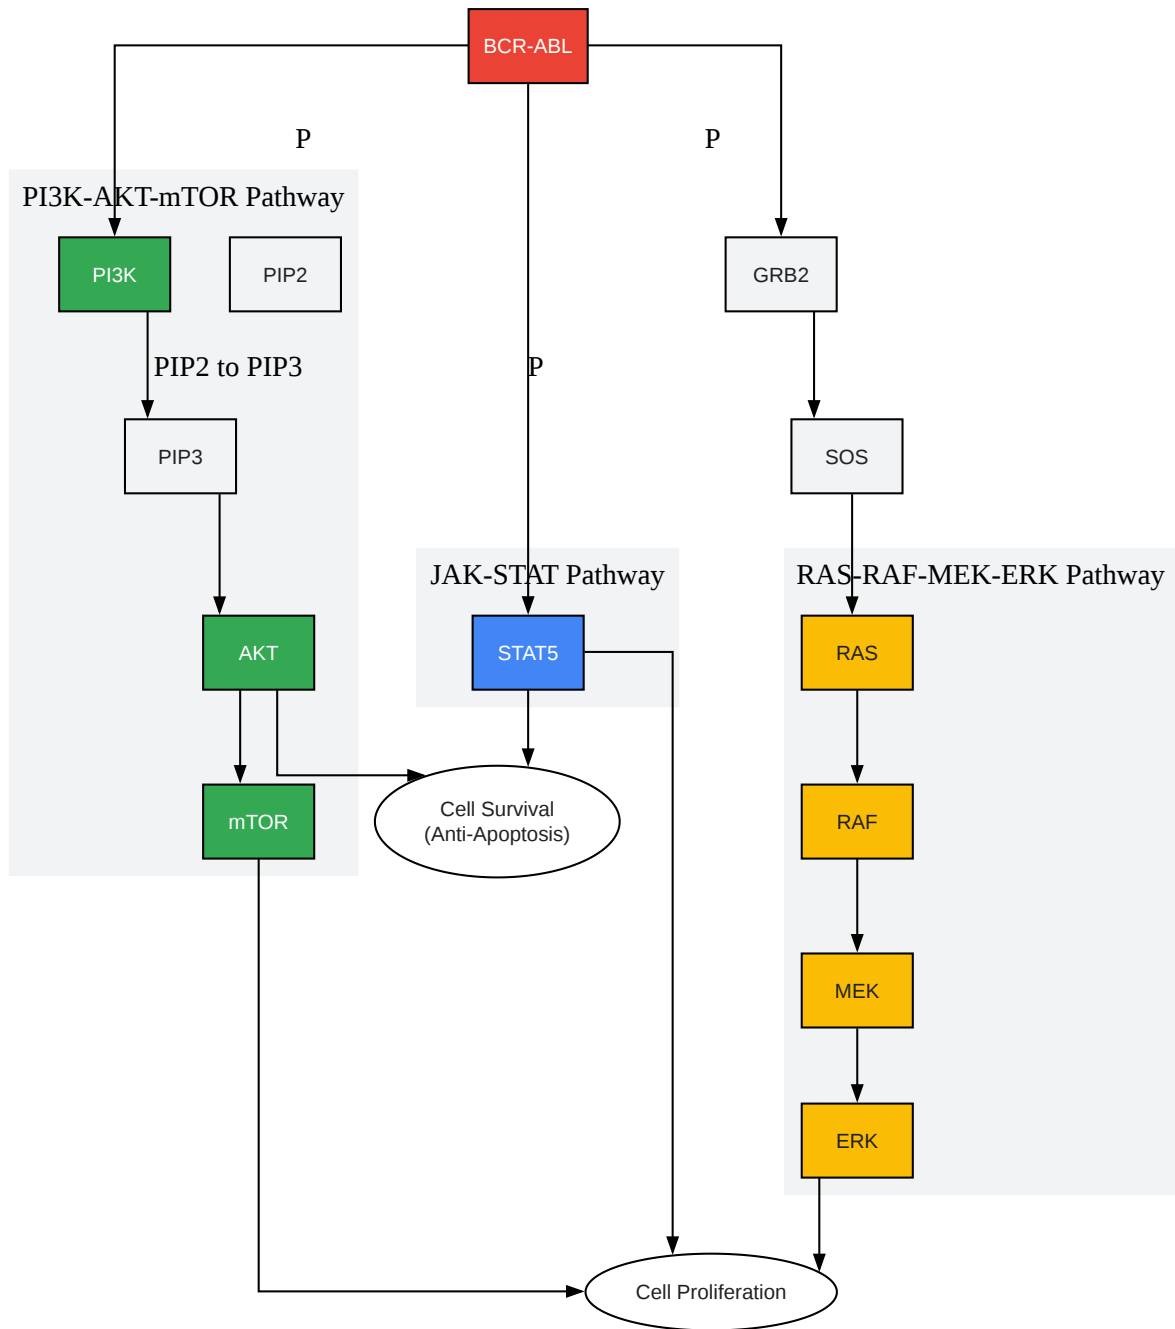 BCR-ABL
P
P
PI3K-AKT-mTOR Pathway
PI3K
PIP2
GRB2
PIP2 to PIP3
P
PIP3
SOS
JAK-STAT Pathway
RAS-RAF-MEK-ERK Pathway
AKT
STAT5
RAS
mTOR
Cell Survival
(Anti-Apoptosis)
RAF
MEK
ERK
Cell Proliferation